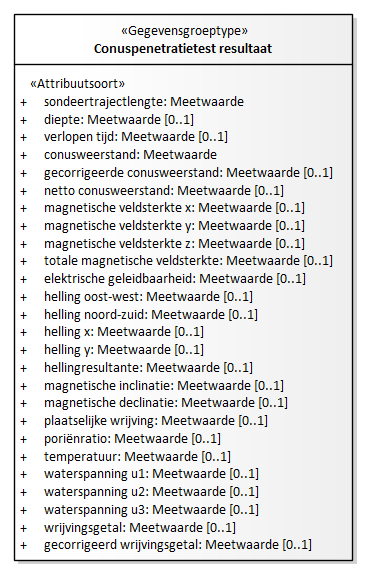 «Gegevensgroeptype»
Conuspenetratietest resultaat
«Attribuutsoort»
+ sondeertrajectlengte: Meetwaarde
+ diepte: Meetwaarde [0..1]
+ verlopen tijd: Meetwaarde [0..1]
+ conusweerstand: Meetwaarde
+ gecorrigeerde conusweerstand: Meetwaarde [0..1]
+ netto conusweerstand: Meetwaarde [0..1]
+ magnetische veldsterkte x: Meetwaarde [0..1]
+ magnetische veldsterkte y: Meetwaarde [0..1]
+ magnetische veldsterkte z: Meetwaarde [0..1]
+ totale magnetische veldsterkte: Meetwaarde [0..1]
+ elektrische geleidbaarheid: Meetwaarde [0..1]
+ helling oost-west: Meetwaarde [0..1]
+ helling noord-zuid: Meetwaarde [0..1]
+ helling x: Meetwaarde [0..1]
+ helling y: Meetwaarde [0..1]
+ hellingresultante: Meetwaarde [0..1]
+ magnetische inclinatie: Meetwaarde [0..1]
+ magnetische declinatie: Meetwaarde [0..1]
+ plaatselijke wrijving: Meetwaarde [0..1]
+ poriënratio: Meetwaarde [0..1]
+ temperatuur: Meetwaarde [0..1]
+ waterspanning u1: Meetwaarde [0..1]
+ waterspanning u2: Meetwaarde [0..1]
+ waterspanning u3: Meetwaarde [0..1]
+ wrijvingsgetal: Meetwaarde [0..1]
+ gecorrigeerd wrijvingsgetal: Meetwaarde [0..1]